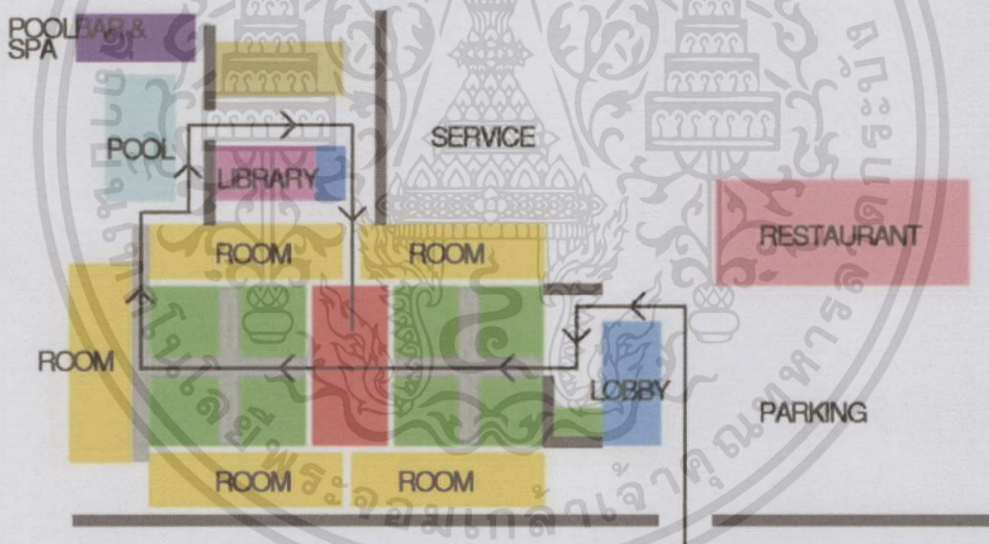 POOLBAR &
SPA
POOL
SERVICE
LIBRARY
RESTAURANT
ROOM
ROOM
ROOM
LOBBY
PARKING
ROOM
ROOM